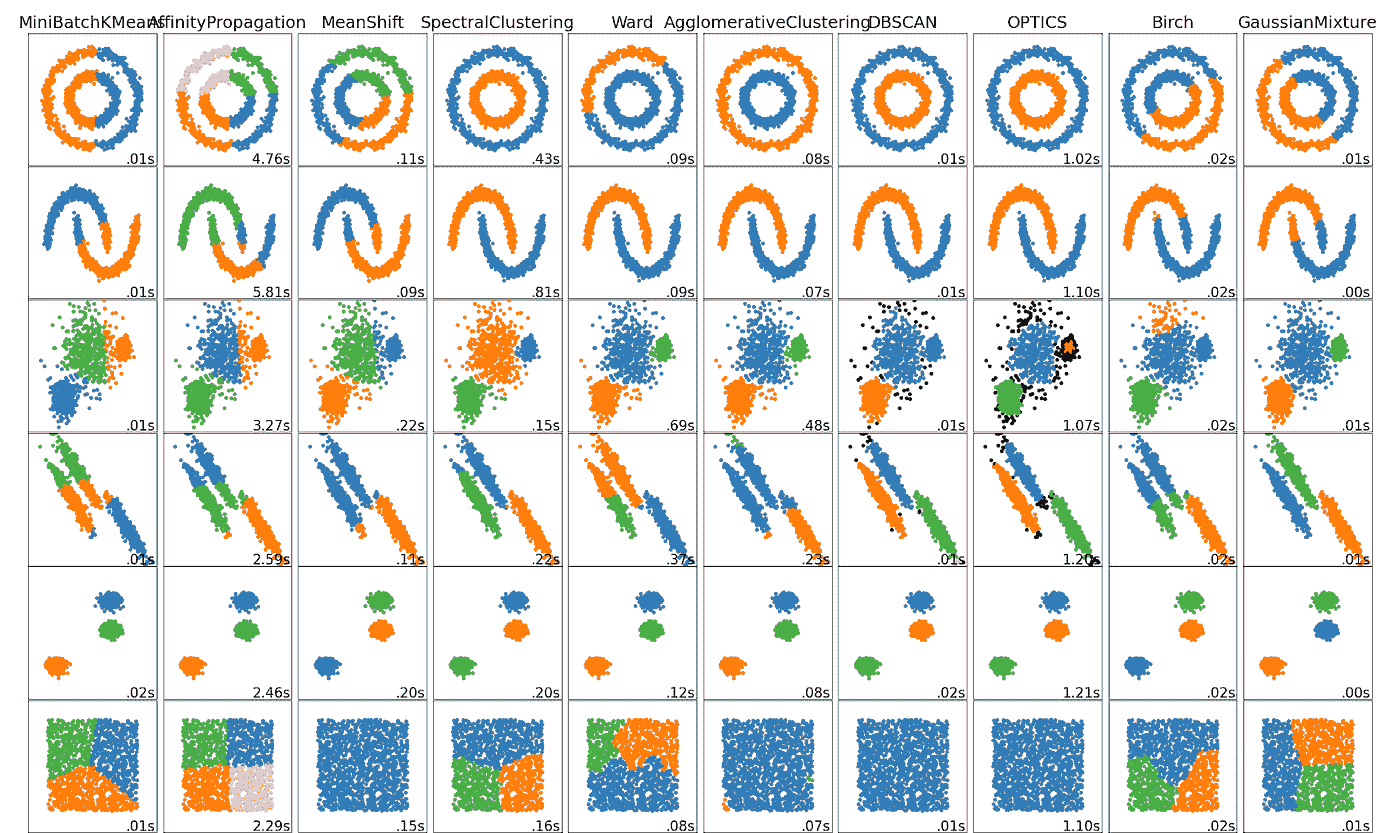 MiniBatchKMeans AffinityPropagation MeanShift SpectralClustering Ward AgglomerativeClustering DBSCAN OPTICS Birch GaussianMixture
.01s 4.76s .11s .43s .09s .08s .01s 1.02s .02s .01s
.01s 5.81s .09s .81s .09s .07s .01s 1.10s .02s .00s
.01s 3.27s .22s .15s .69s .48s .01s 1.07s .02s .01s
.01s 2.59s .11s .22s .37s .23s .01s 1.20s .02s .01s
.02s 2.46s .20s .20s .12s .08s .02s 1.21s .02s .00s
.01s 2.29s .15s .16s .08s .07s .01s 1.10s .02s .01s